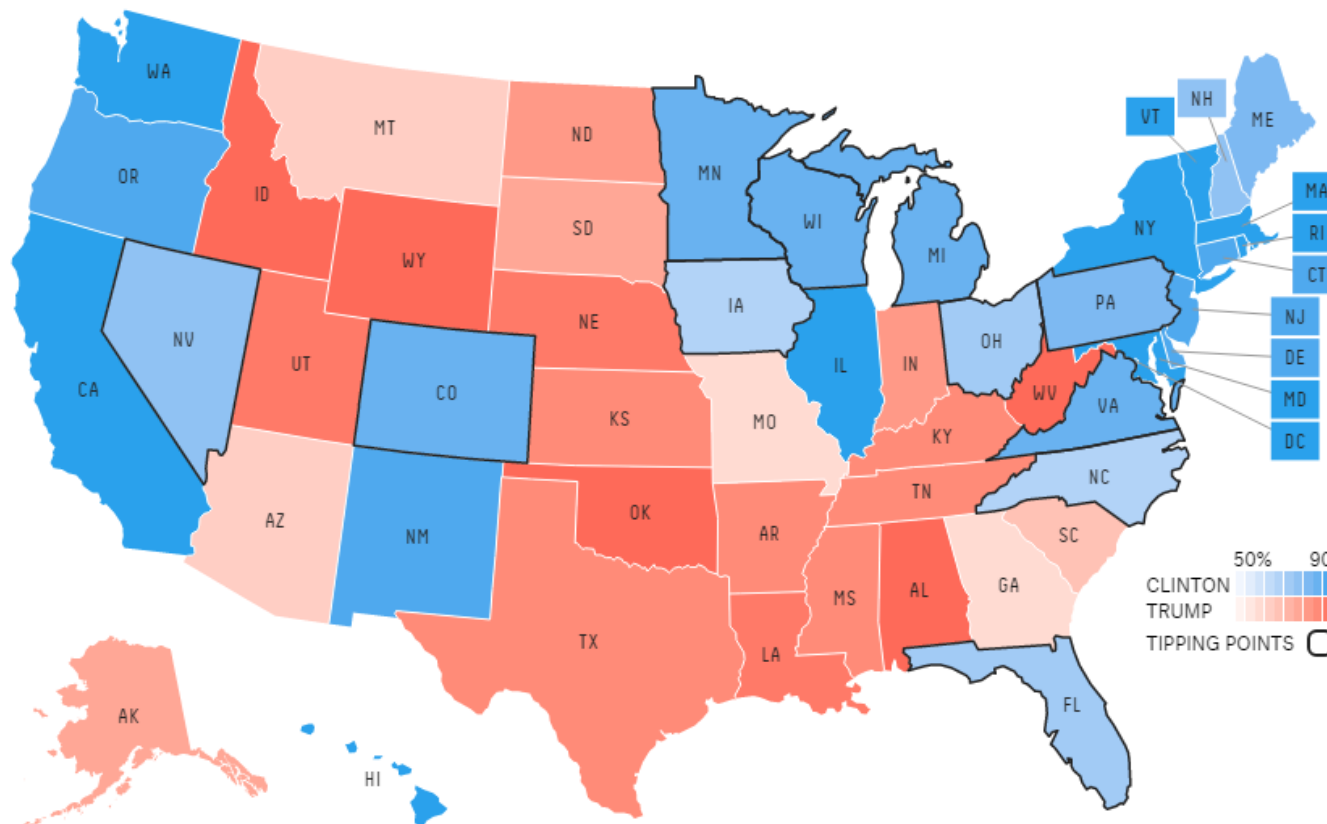 WA
MT
ND
MN
VT
NH
ME
OR
ID
SD
WI
MI
NY
MA
RI
CT
WY
IA
PA
NJ
NV
UT
NE
OH
DE
CA
CO
IL
IN
WV
MD
KS
MO
KY
VA
DC
AZ
NM
OK
AR
TN
NC
SC
TX
LA
MS
AL
GA
50% 90
CLINTON
TRUMP
TIPPING POINTS
AK
HI
FL